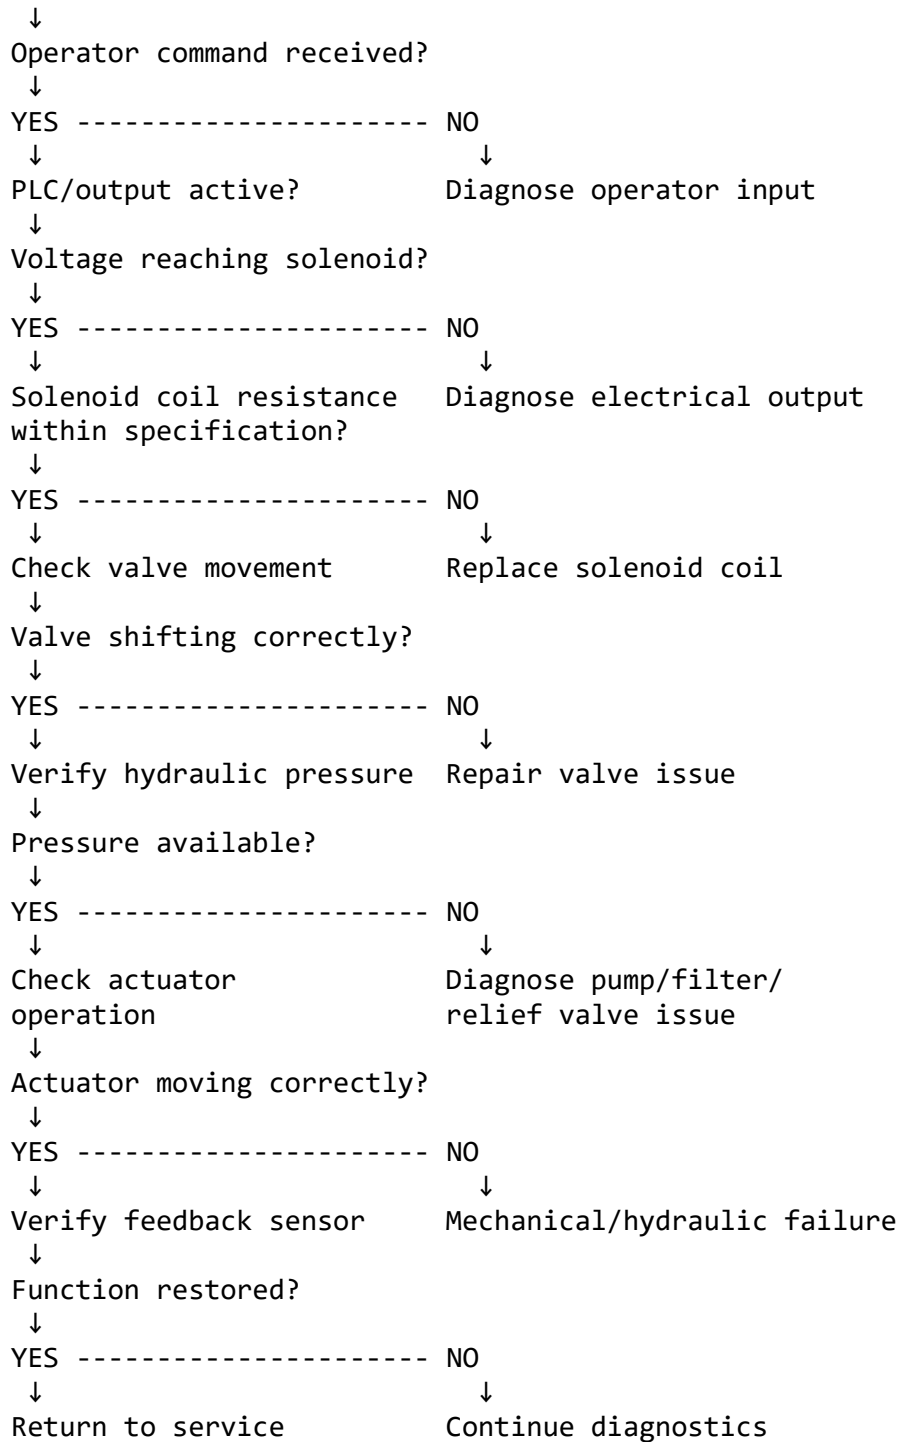 ↓
Operator command received?
↓
YES ---------------------- NO
↓ ↓
PLC/output active? Diagnose operator input
↓
Voltage reaching solenoid?
↓
YES ---------------------- NO
↓ ↓
Solenoid coil resistance Diagnose electrical output
within specification?
↓
YES ---------------------- NO
↓ ↓
Check valve movement Replace solenoid coil
↓
Valve shifting correctly?
↓
YES ---------------------- NO
↓ ↓
Verify hydraulic pressure Repair valve issue
↓
Pressure available?
↓
YES ---------------------- NO
↓ ↓
Check actuator Diagnose pump/filter/
operation relief valve issue
↓
Actuator moving correctly?
↓
YES ---------------------- NO
↓ ↓
Verify feedback sensor Mechanical/hydraulic failure
↓
Function restored?
↓
YES ---------------------- NO
↓ ↓
Return to service Continue diagnostics